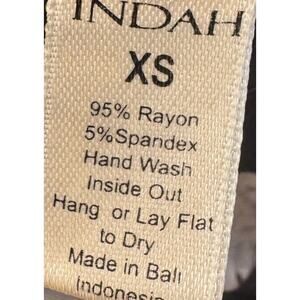 INDAH
XS
95% Rayon
5%Spandex
Hand Wash
Inside Out
Hang or Lay Flat
to Dry
Made in Bali
Indonesia